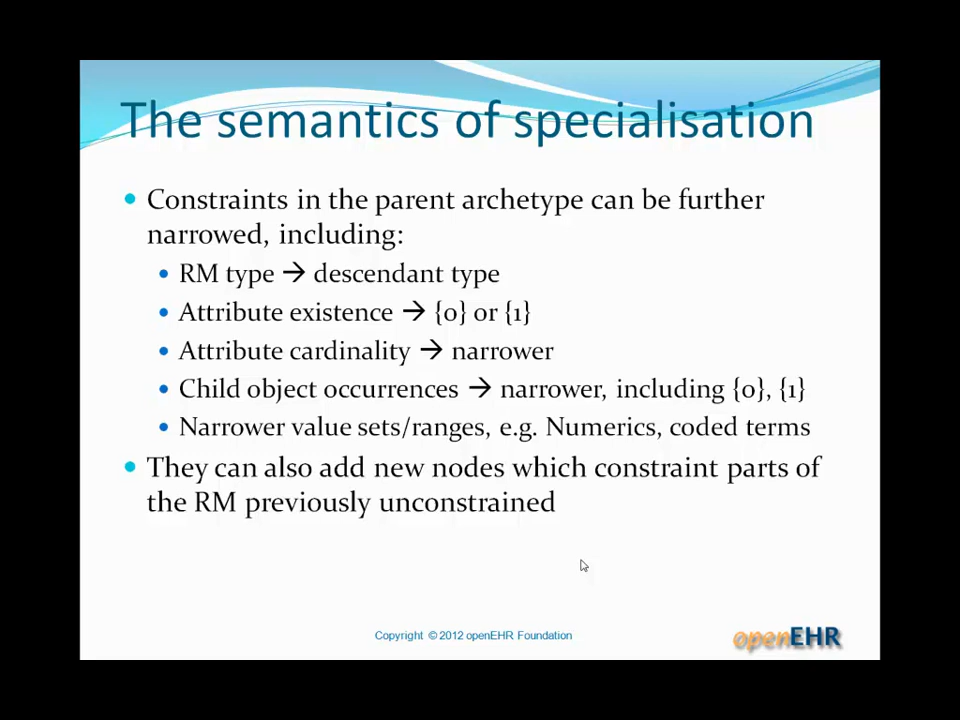 The semantics of specialisation
• Constraints in the parent archetype can be further
narrowed, including:
• RM type → descendant type
• Attribute existence → {0} or {1}
• Attribute cardinality → narrower
• Child object occurrences → narrower, including {0}, {1}
• Narrower value sets/ranges, e.g. Numerics, coded terms
• They can also add new nodes which constraint parts of
the RM previously unconstrained
Copyright © 2012 openEHR Foundation
openEHR